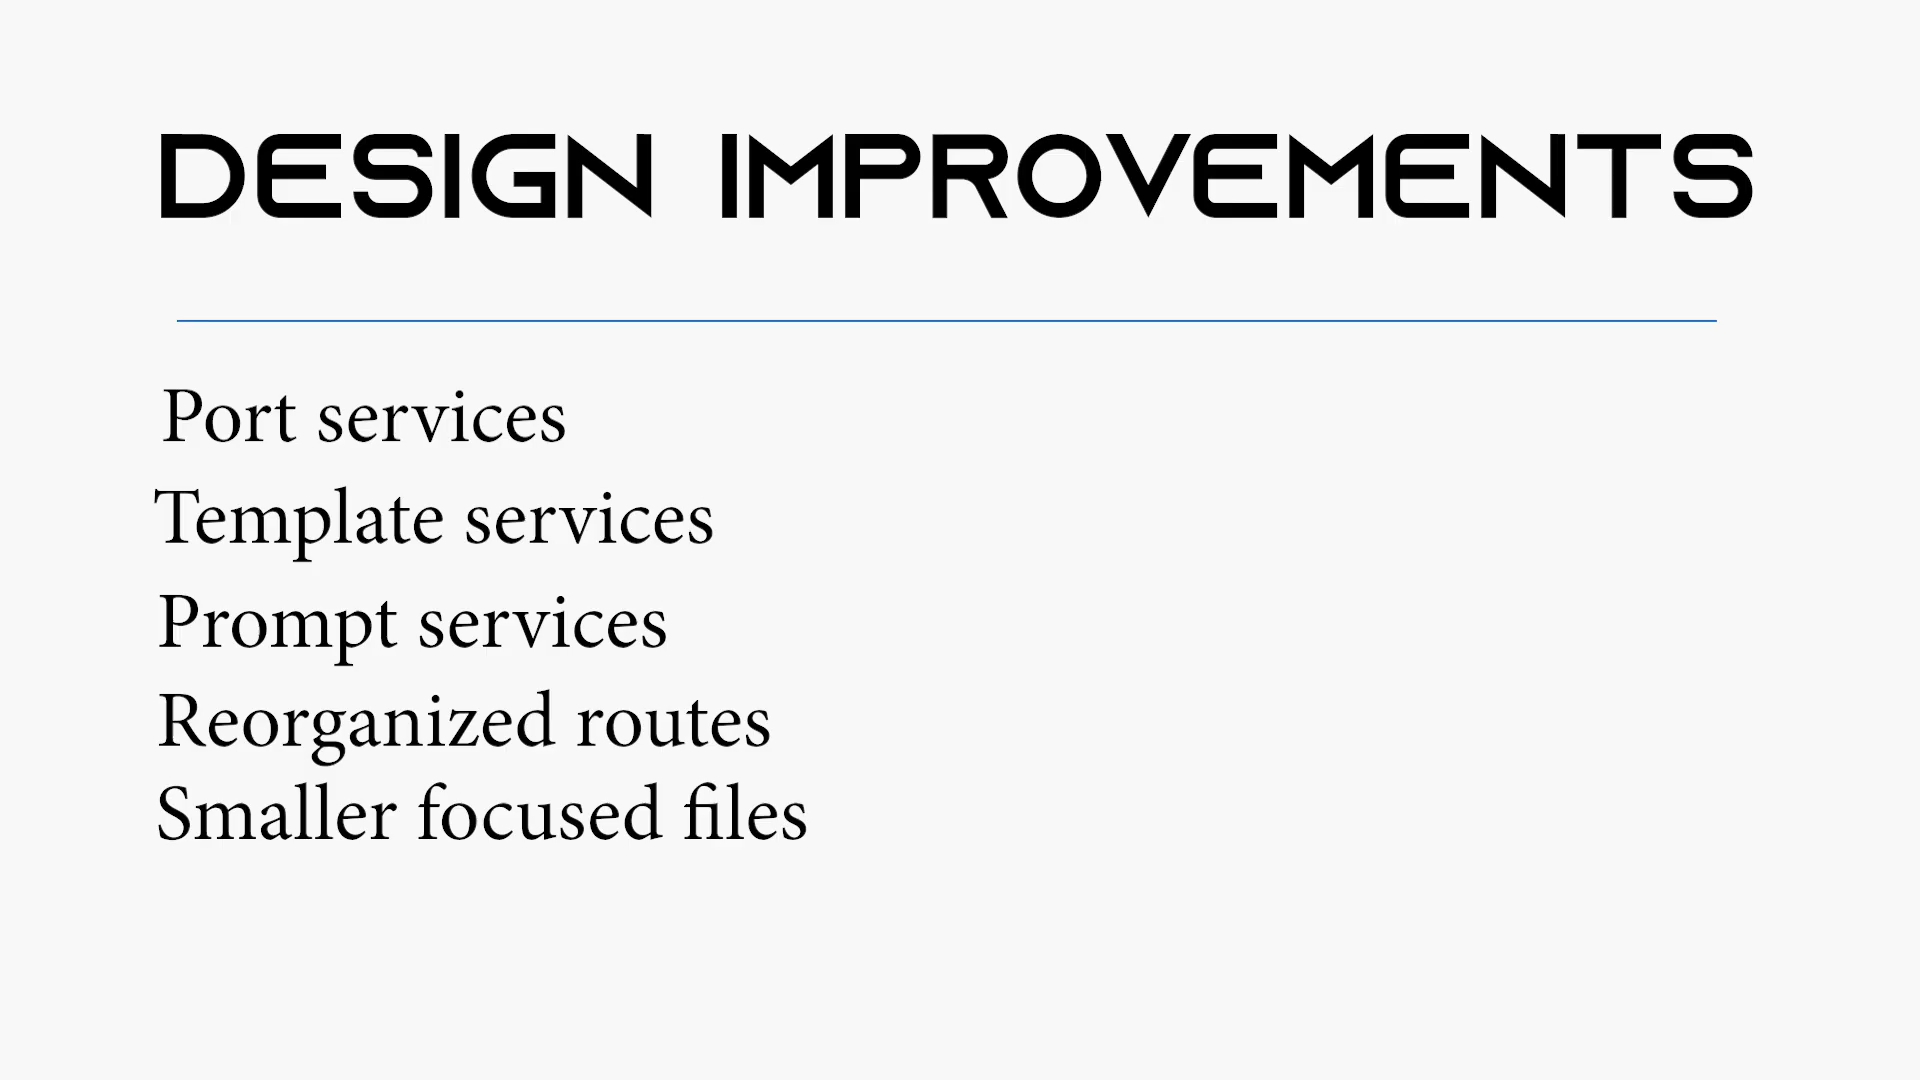 DESIGN IMPROVEMENTS
Port services
Template services
Prompt services
Reorganized routes
Smaller focused files